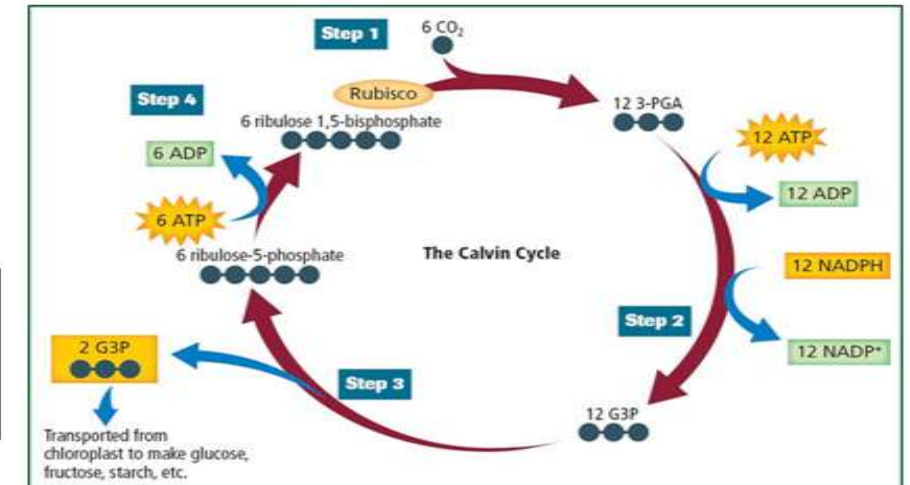 Step 1
6 CO₂
Rubisco
12 3-PGA
Step 4
6 ribulose 1,5-bisphosphate
12 ATP
6 ADP
12 ADP
6 ATP
6 ribulose-5-phosphate
The Calvin Cycle
12 NADPH
Step 2
2 G3P
12 NADP⁺
Step 3
12 G3P
Transported from
chloroplast to make glucose,
fructose, starch, etc.